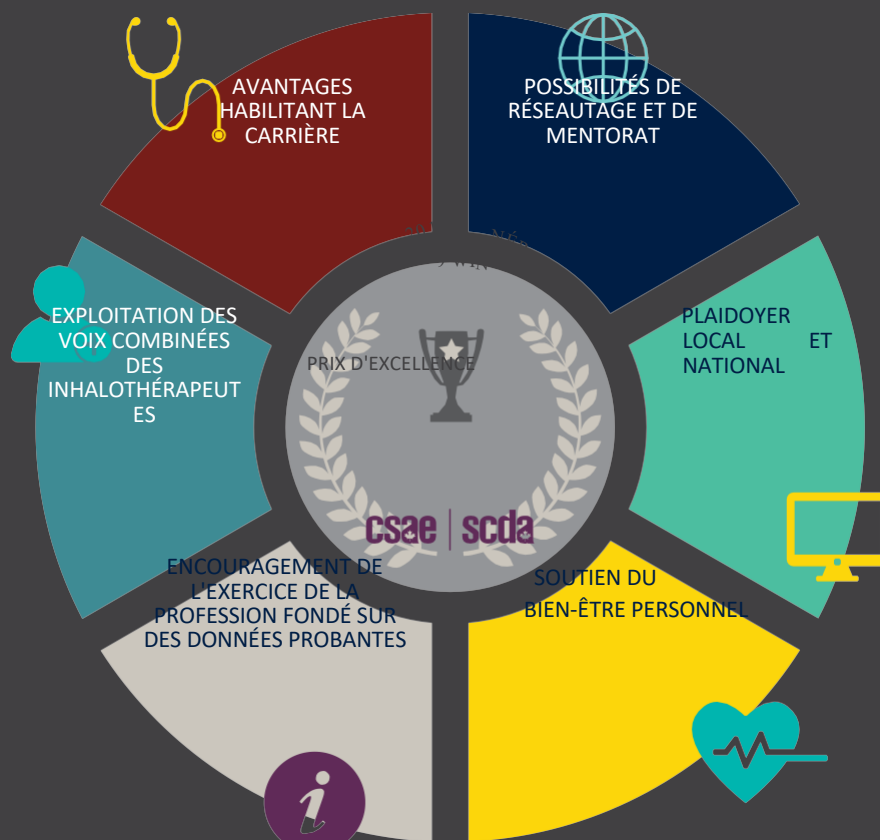 AVANTAGES
HABILITANT LA
CARRIÈRE
POSSIBILITÉS DE
RÉSEAUTAGE ET DE
MENTORAT
EXPLOITATION DES
VOIX COMBINÉES
DES
INHALOTHÉRAPEUT
ES
PLAIDOYER
LOCAL ET
NATIONAL
PRIX D'EXCELLENCE
csae | scda
ENCOURAGEMENT DE
L'EXERCICE DE LA
PROFESSION FONDÉ SUR
DES DONNÉES PROBANTES
SOUTIEN DU
BIEN-ÊTRE PERSONNEL
i